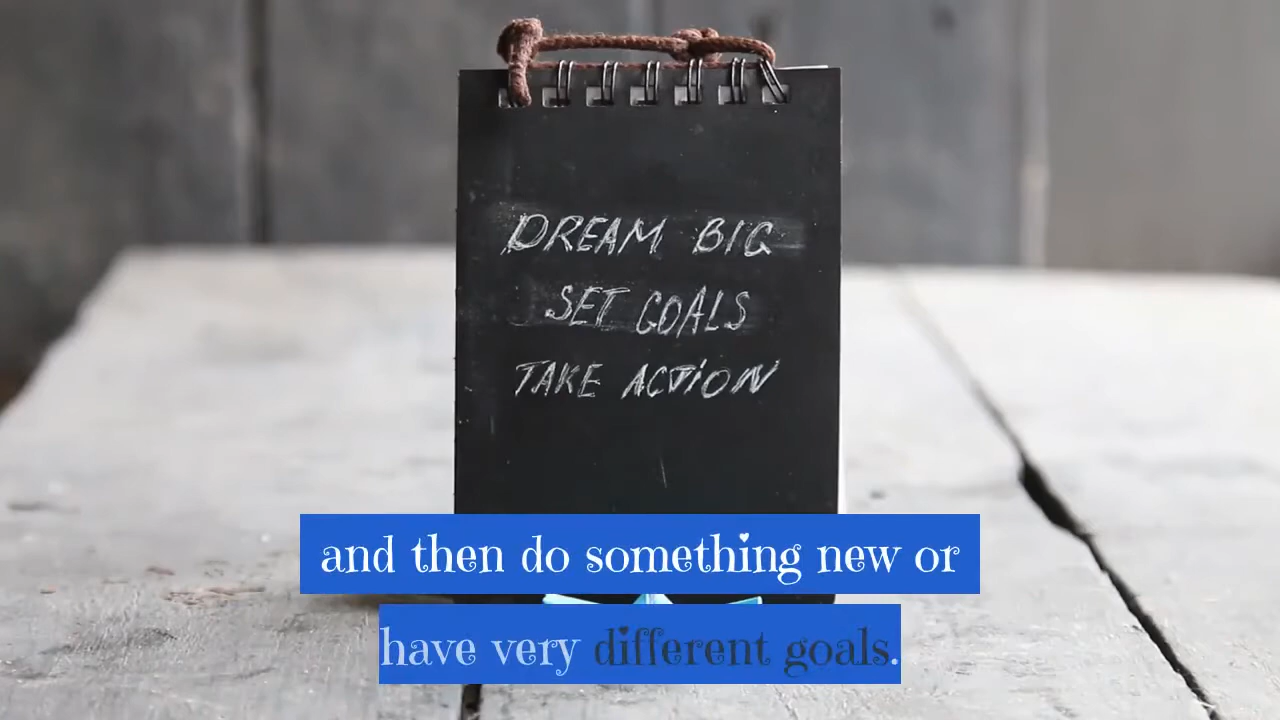 DREAM BIG
SET GOALS
TAKE ACTION
and then do something new or
have very different goals.